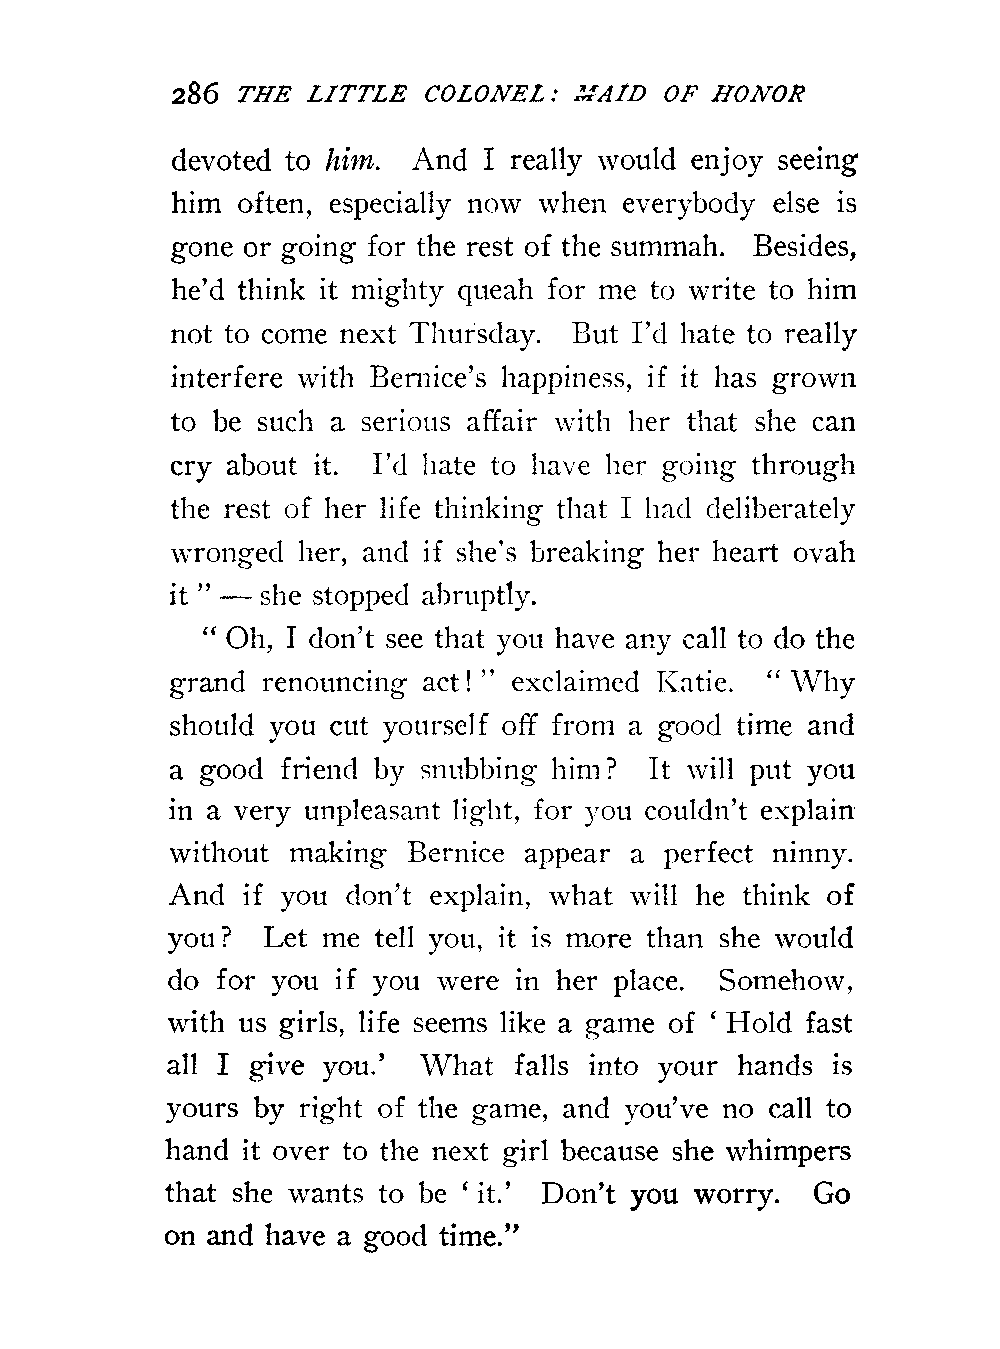 286 THE LITTLE COLONEL: MAID OF HONOR
devoted to him. And I really would enjoy seeing
him often, especially now when everybody else is
gone or going for the rest of the summah. Besides,
he'd think it mighty queah for me to write to him
not to come next Thursday. But I'd hate to really
interfere with Bernice's happiness, if it has grown
to be such a serious affair with her that she can
cry about it. I'd hate to have her going through
the rest of her life thinking that I had deliberately
wronged her, and if she's breaking her heart ovah
it" — she stopped abruptly.
"Oh, I don't see that you have any call to do the
grand renouncing act!" exclaimed Katie. "Why
should you cut yourself off from a good time and
a good friend by snubbing him? It will put you
in a very unpleasant light, for you couldn't explain
without making Bernice appear a perfect ninny.
And if you don't explain, what will he think of
you? Let me tell you, it is more than she would
do for you if you were in her place. Somehow,
with us girls, life seems like a game of 'Hold fast
all I give you.' What falls into your hands is
yours by right of the game, and you've no call to
hand it over to the next girl because she whimpers
that she wants to be 'it.' Don't you worry. Go
on and have a good time."